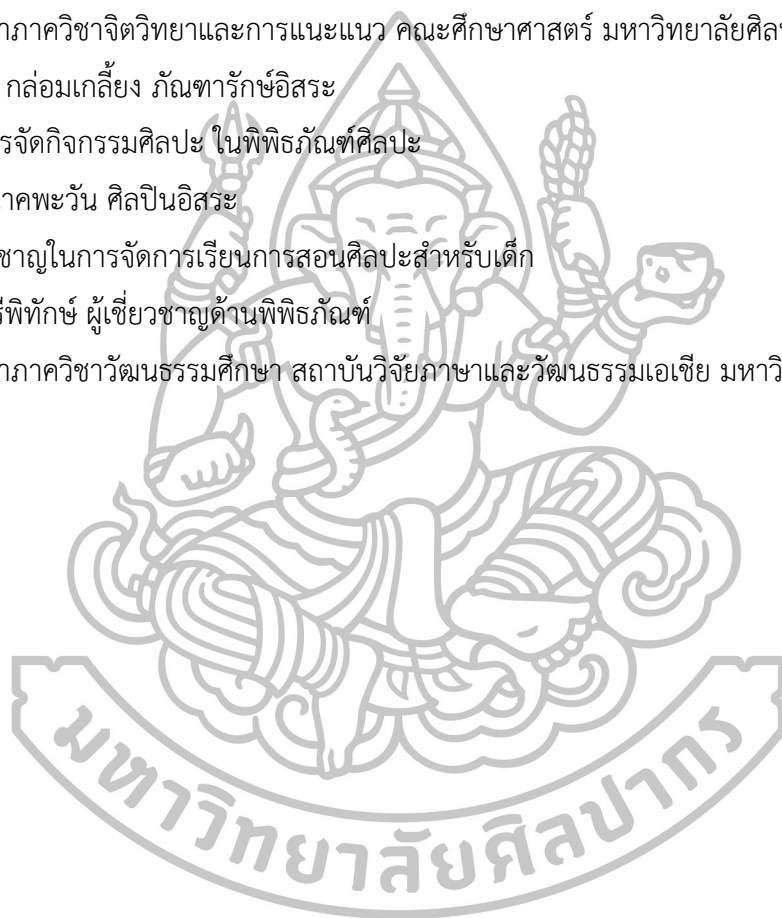 าภาควิชาจิตวิทยาและการแนะแนว คณะศึกษาศาสตร์ มหาวิทยาลัยศิลป
กล่อมเกลี้ยง ภัณฑารักษ์อิสระ
รจัดกิจกรรมศิลปะ ในพิพิธภัณฑ์ศิลปะ
าคพะวัน ศิลปินอิสระ
ชาญในการจัดการเรียนการสอนศิลปะสำหรับเด็ก
รีพิทักษ์ ผู้เชี่ยวชาญด้านพิพิธภัณฑ์
าภาควิชาวัฒนธรรมศึกษา สถาบันวิจัยภาษาและวัฒนธรรมเอเชีย มหาวิ
มหาวิทยาลัยศิลปากร